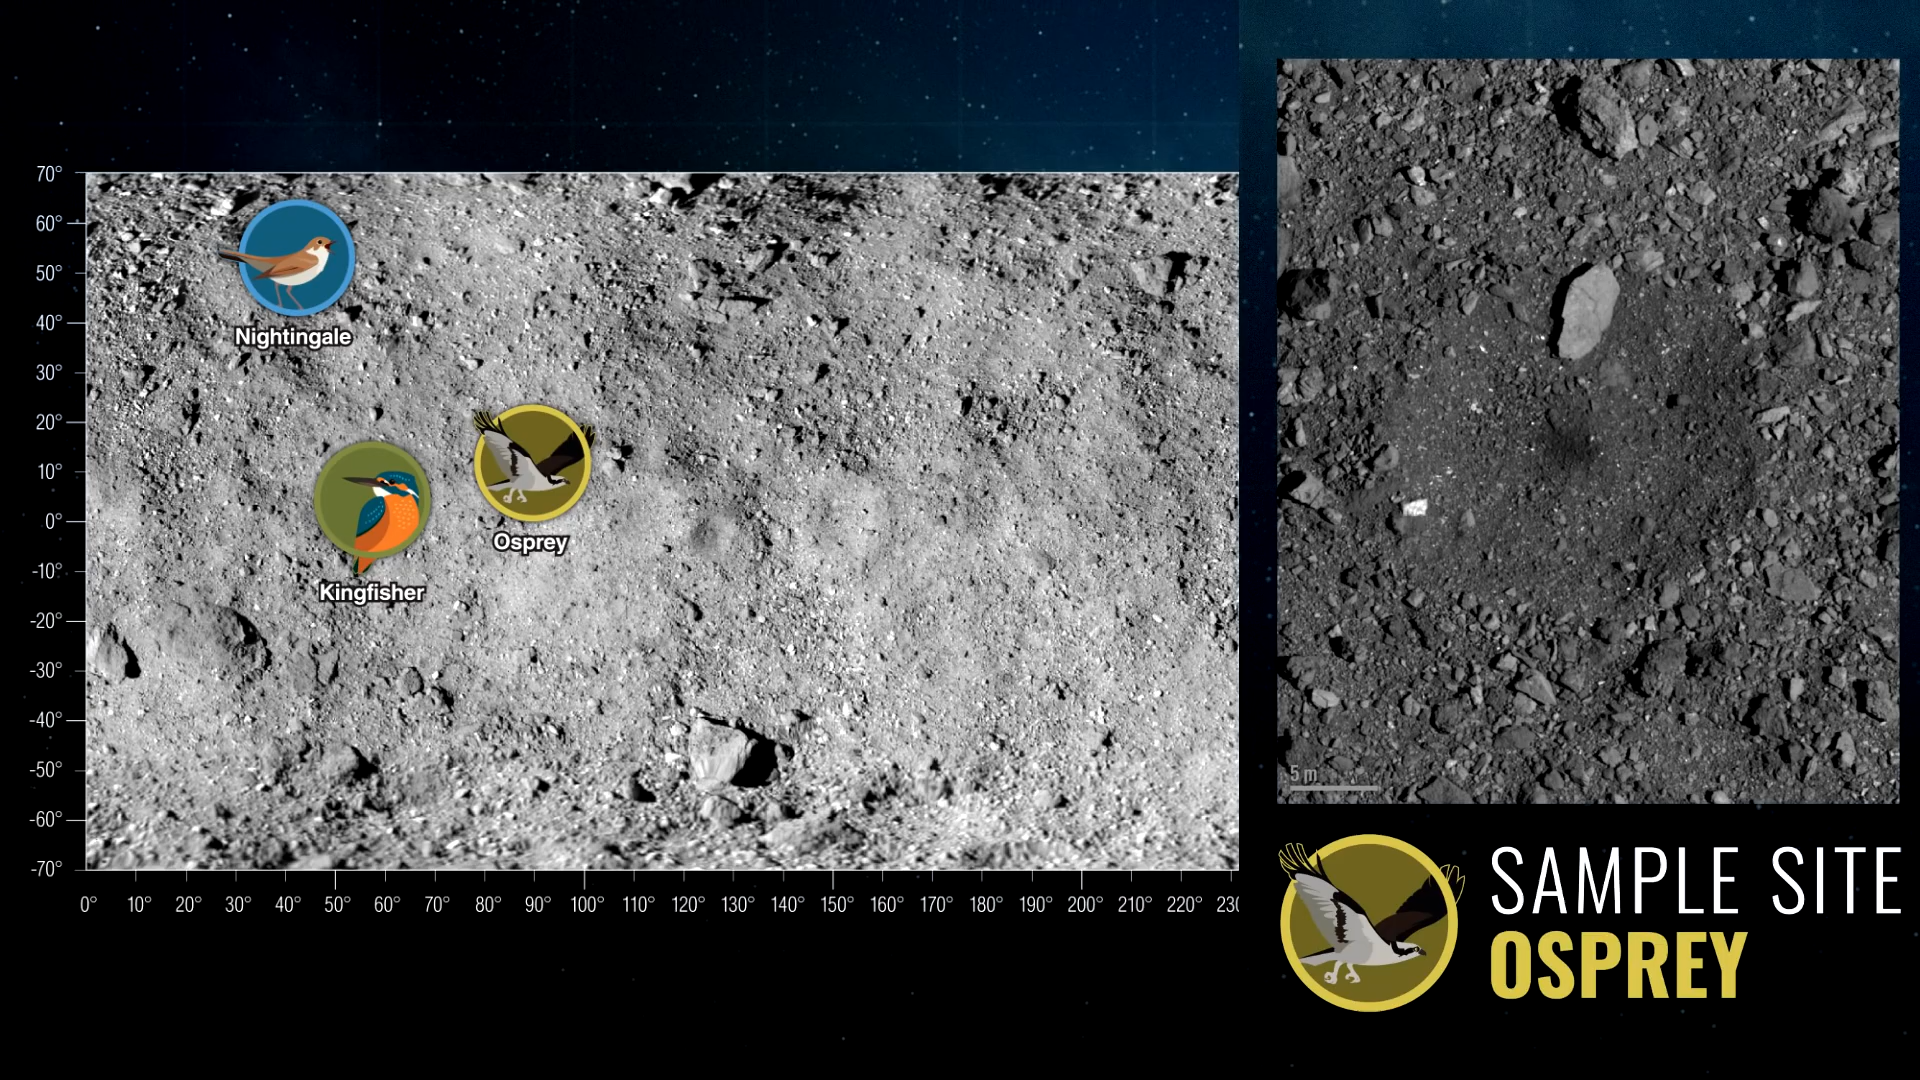 70°
60°
50°
40°
30°
20°
10°
0°
-10°
-20°
-30°
-40°
-50°
-60°
-70°
0° 10° 20° 30° 40° 50° 60° 70° 80° 90° 100° 110° 120° 130° 140° 150° 160° 170° 180° 190° 200° 210° 220° 230
Nightingale
Osprey
Kingfisher
5 m
SAMPLE SITE
OSPREY